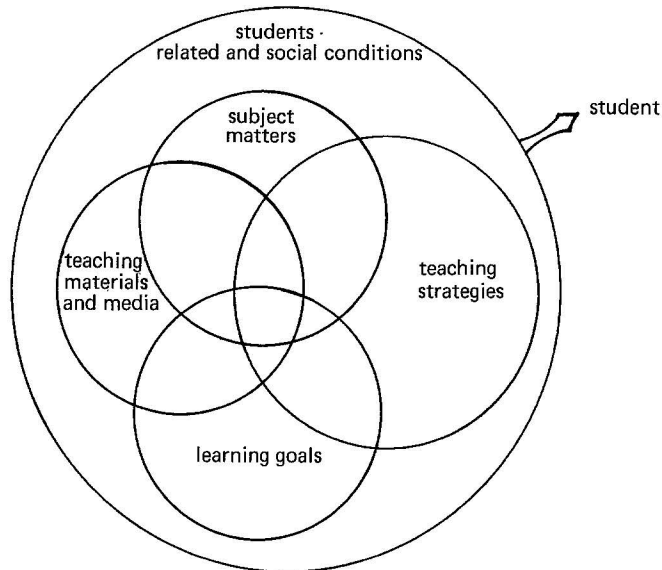 students ·
related and social conditions
student
subject
matters
teaching
materials
and media
teaching
strategies
learning goals